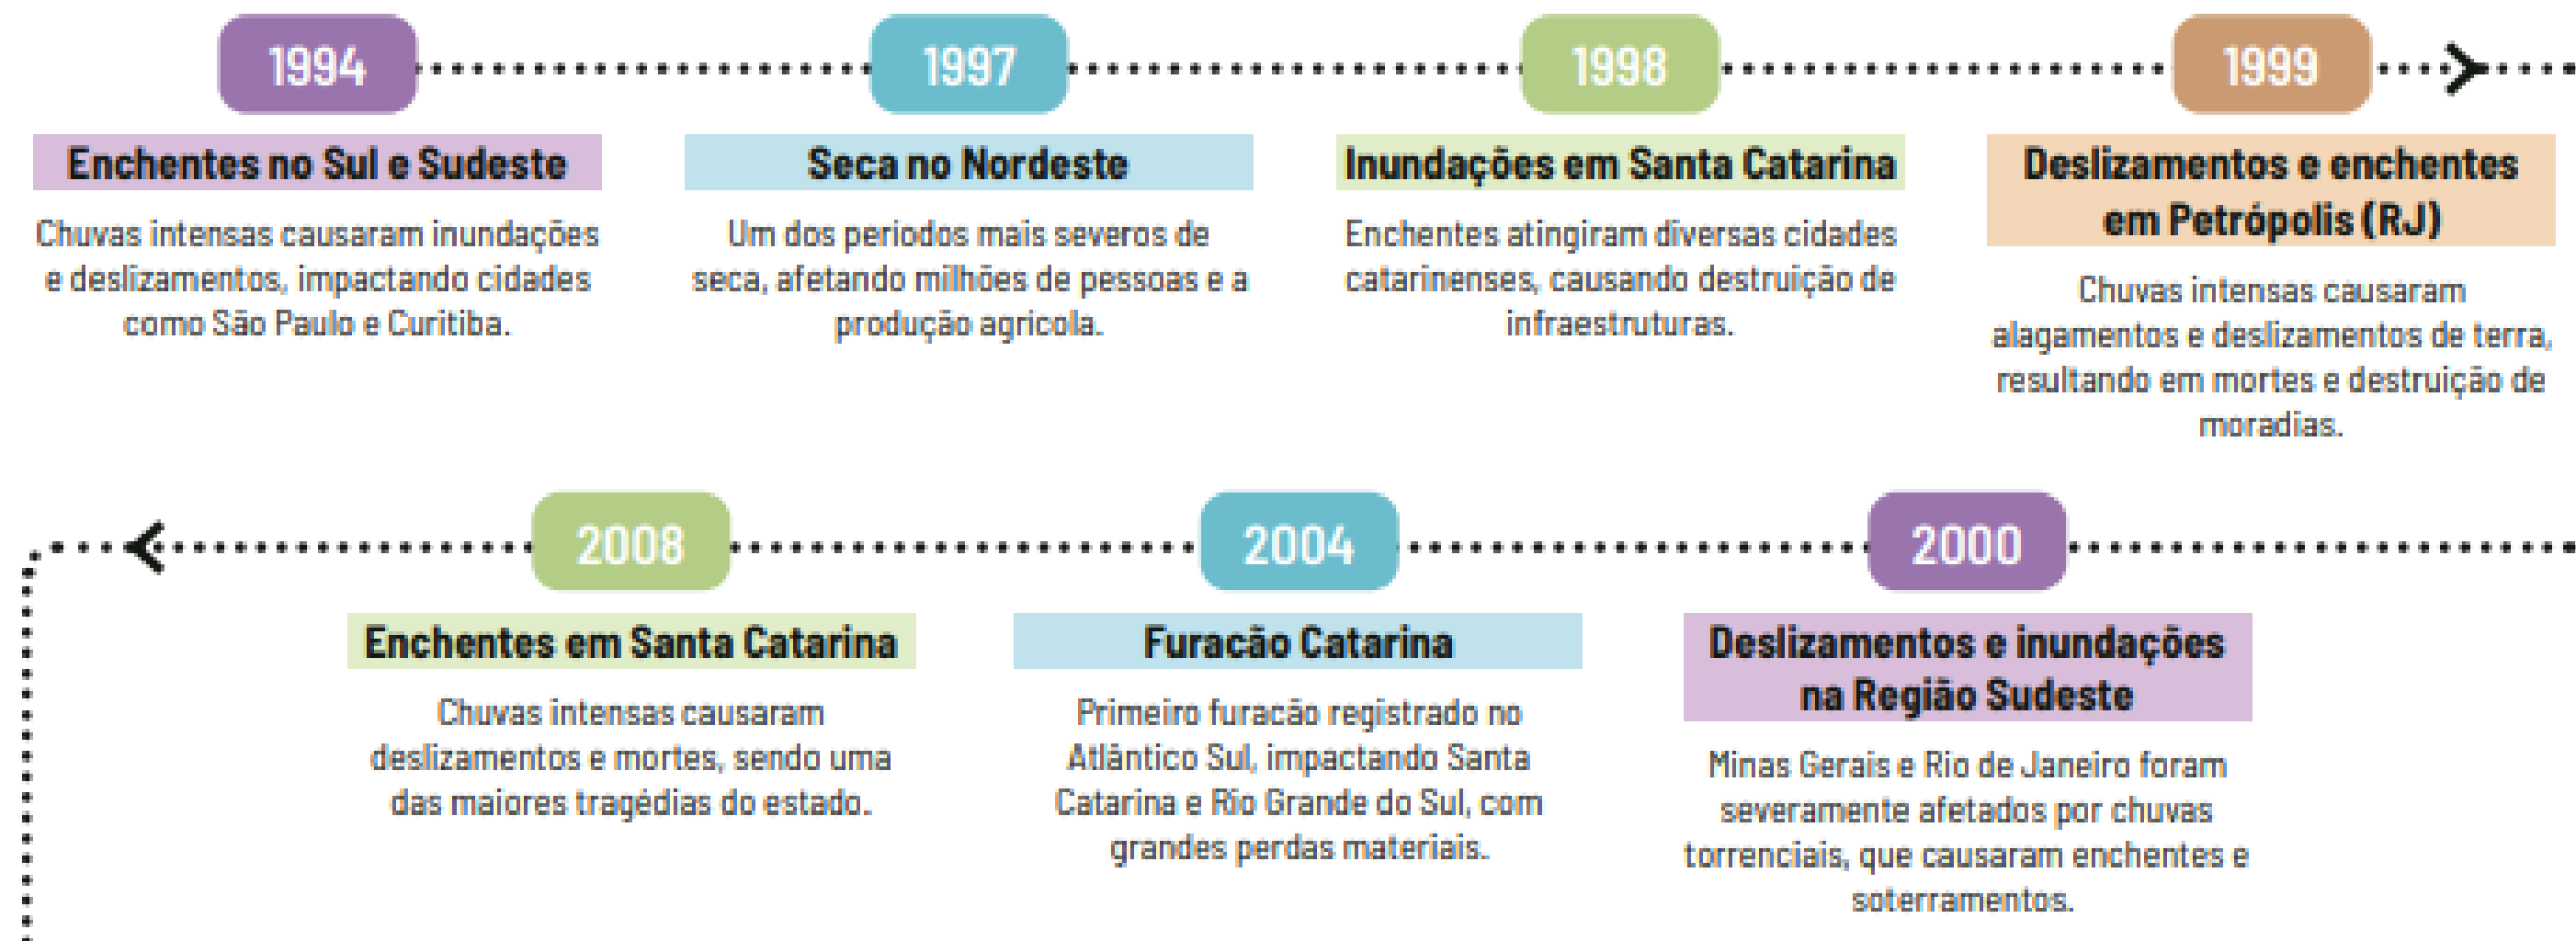 1994
Enchentes no Sul e Sudeste
Chuvas intensas causaram inundações
e deslizamentos, impactando cidades
como São Paulo e Curitiba.
1997
Seca no Nordeste
Um dos períodos mais severos de
seca, afetando milhões de pessoas e a
produção agrícola.
1998
Inundações em Santa Catarina
Enchentes atingiram diversas cidades
catarinenses, causando destruição de
infraestruturas.
1999
Deslizamentos e enchentes
em Petrópolis (RJ)
Chuvas intensas causaram
alagamentos e deslizamentos de terra,
resultando em mortes e destruição de
moradias.
2000
Deslizamentos e inundações
na Região Sudeste
Minas Gerais e Rio de Janeiro foram
severamente afetados por chuvas
torrenciais, que causaram enchentes e
soterramentos.
2004
Furacão Catarina
Primeiro furacão registrado no
Atlântico Sul, impactando Santa
Catarina e Rio Grande do Sul, com
grandes perdas materiais.
2008
Enchentes em Santa Catarina
Chuvas intensas causaram
deslizamentos e mortes, sendo uma
das maiores tragédias do estado.